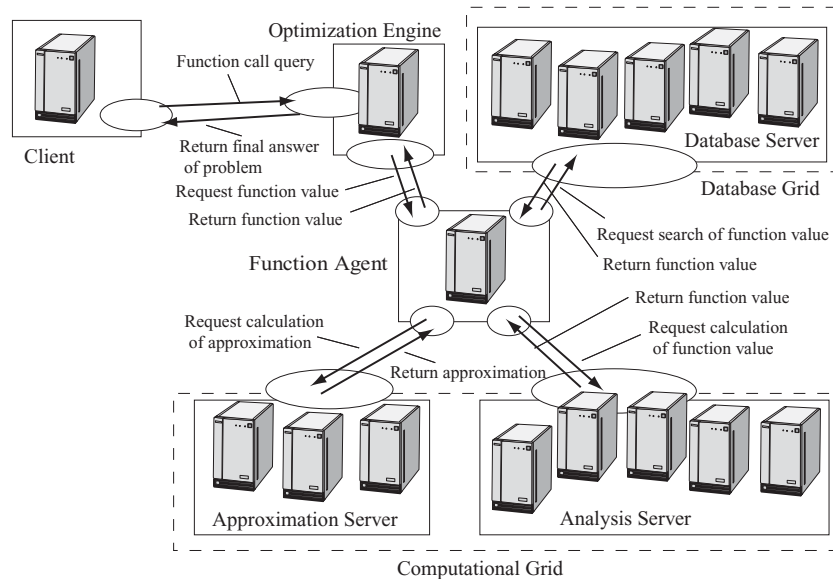 Optimization Engine
Function call query
Client
Return final answer
of problem
Request function value
Return function value
Database Server
Database Grid
Request search of function value
Return function value
Function Agent
Return function value
Request calculation
of function value
Request calculation
of approximation
Return approximation
Approximation Server
Analysis Server
Computational Grid